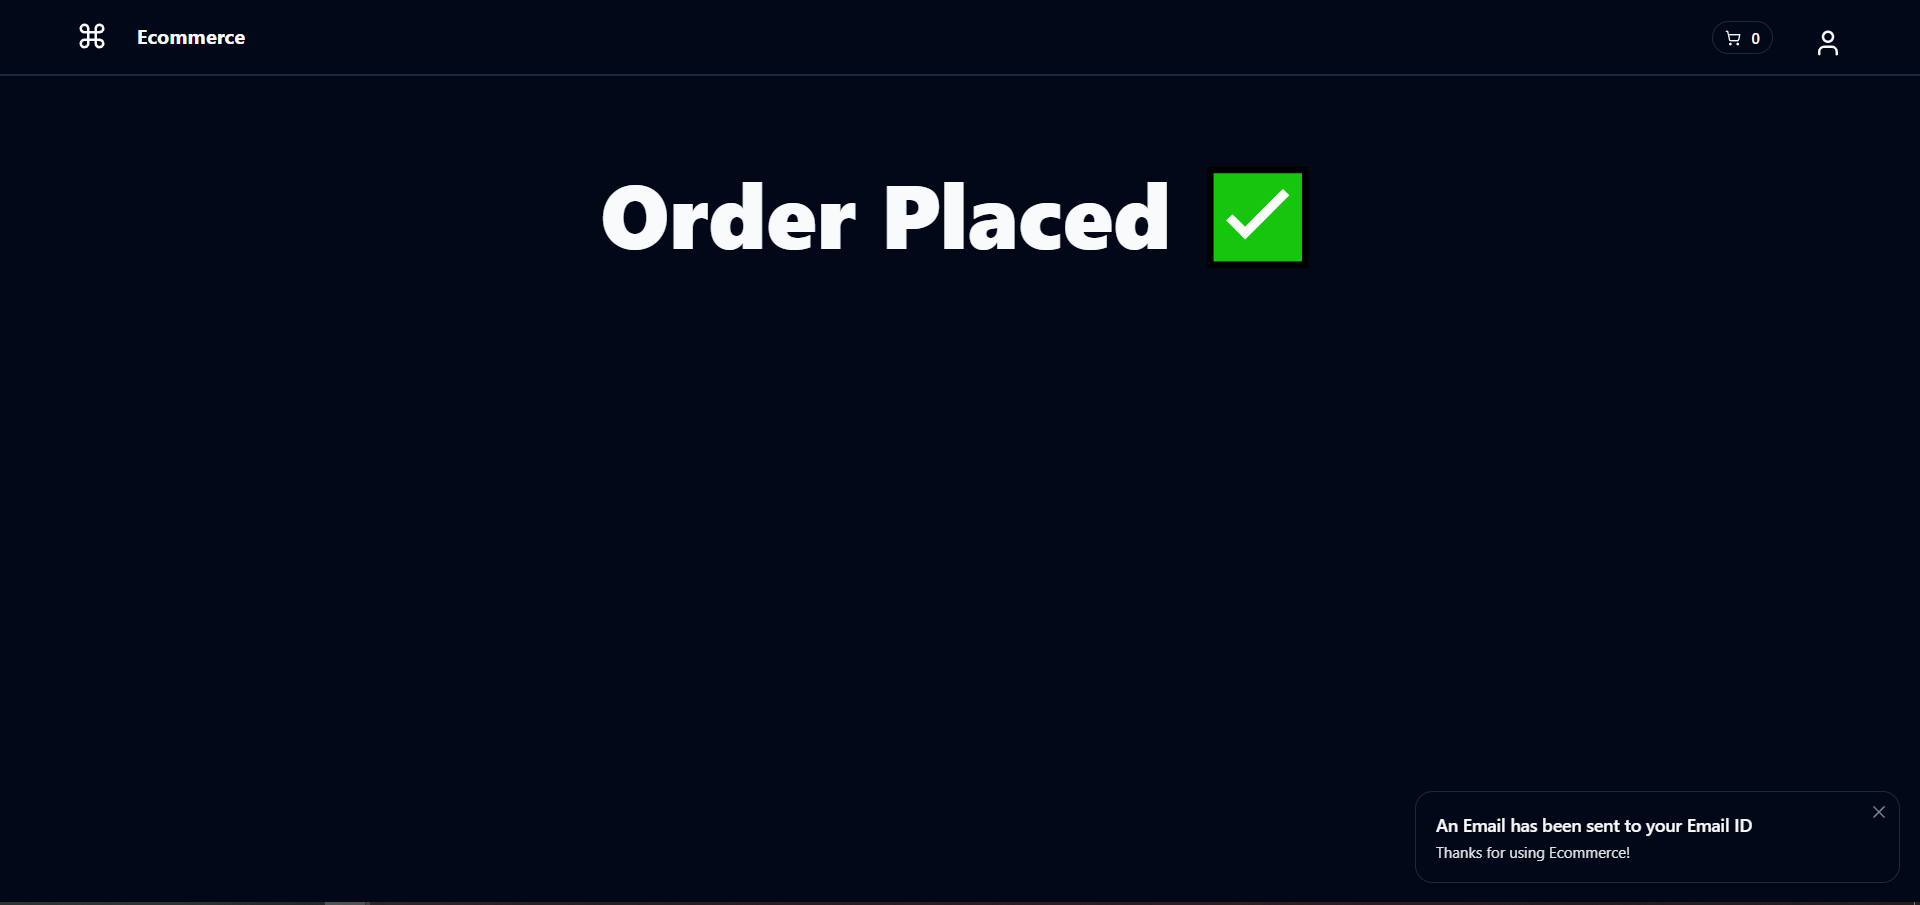 Ecommerce
0
Order Placed ✅
An Email has been sent to your Email ID
Thanks for using Ecommerce!